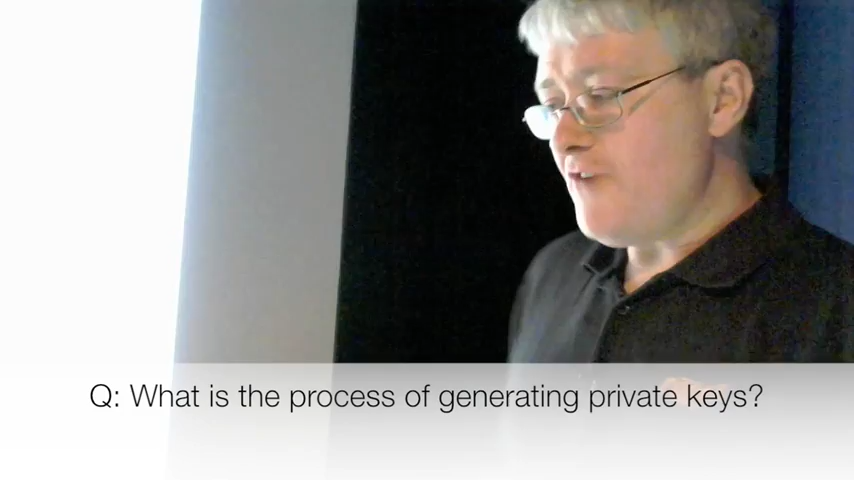 Q: What is the process of generating private keys?